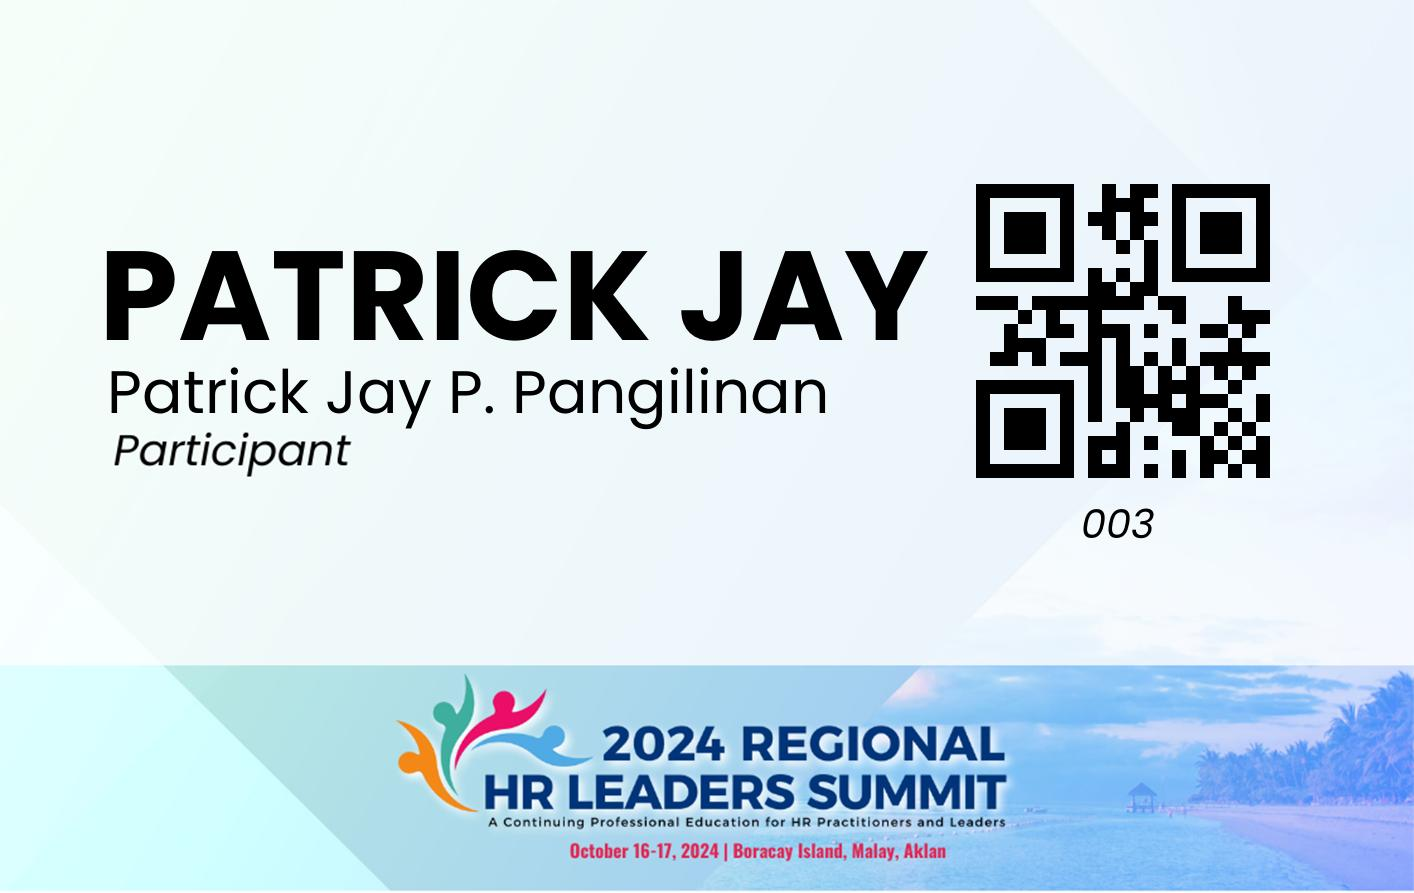 PATRICK JAY
Patrick Jay P. Pangilinan
Participant
003
2024 REGIONAL
HR LEADERS SUMMIT
A Continuing Professional Education for HR Practitioners and Leaders
October 16-17, 2024 | Boracay Island, Malay, Aklan